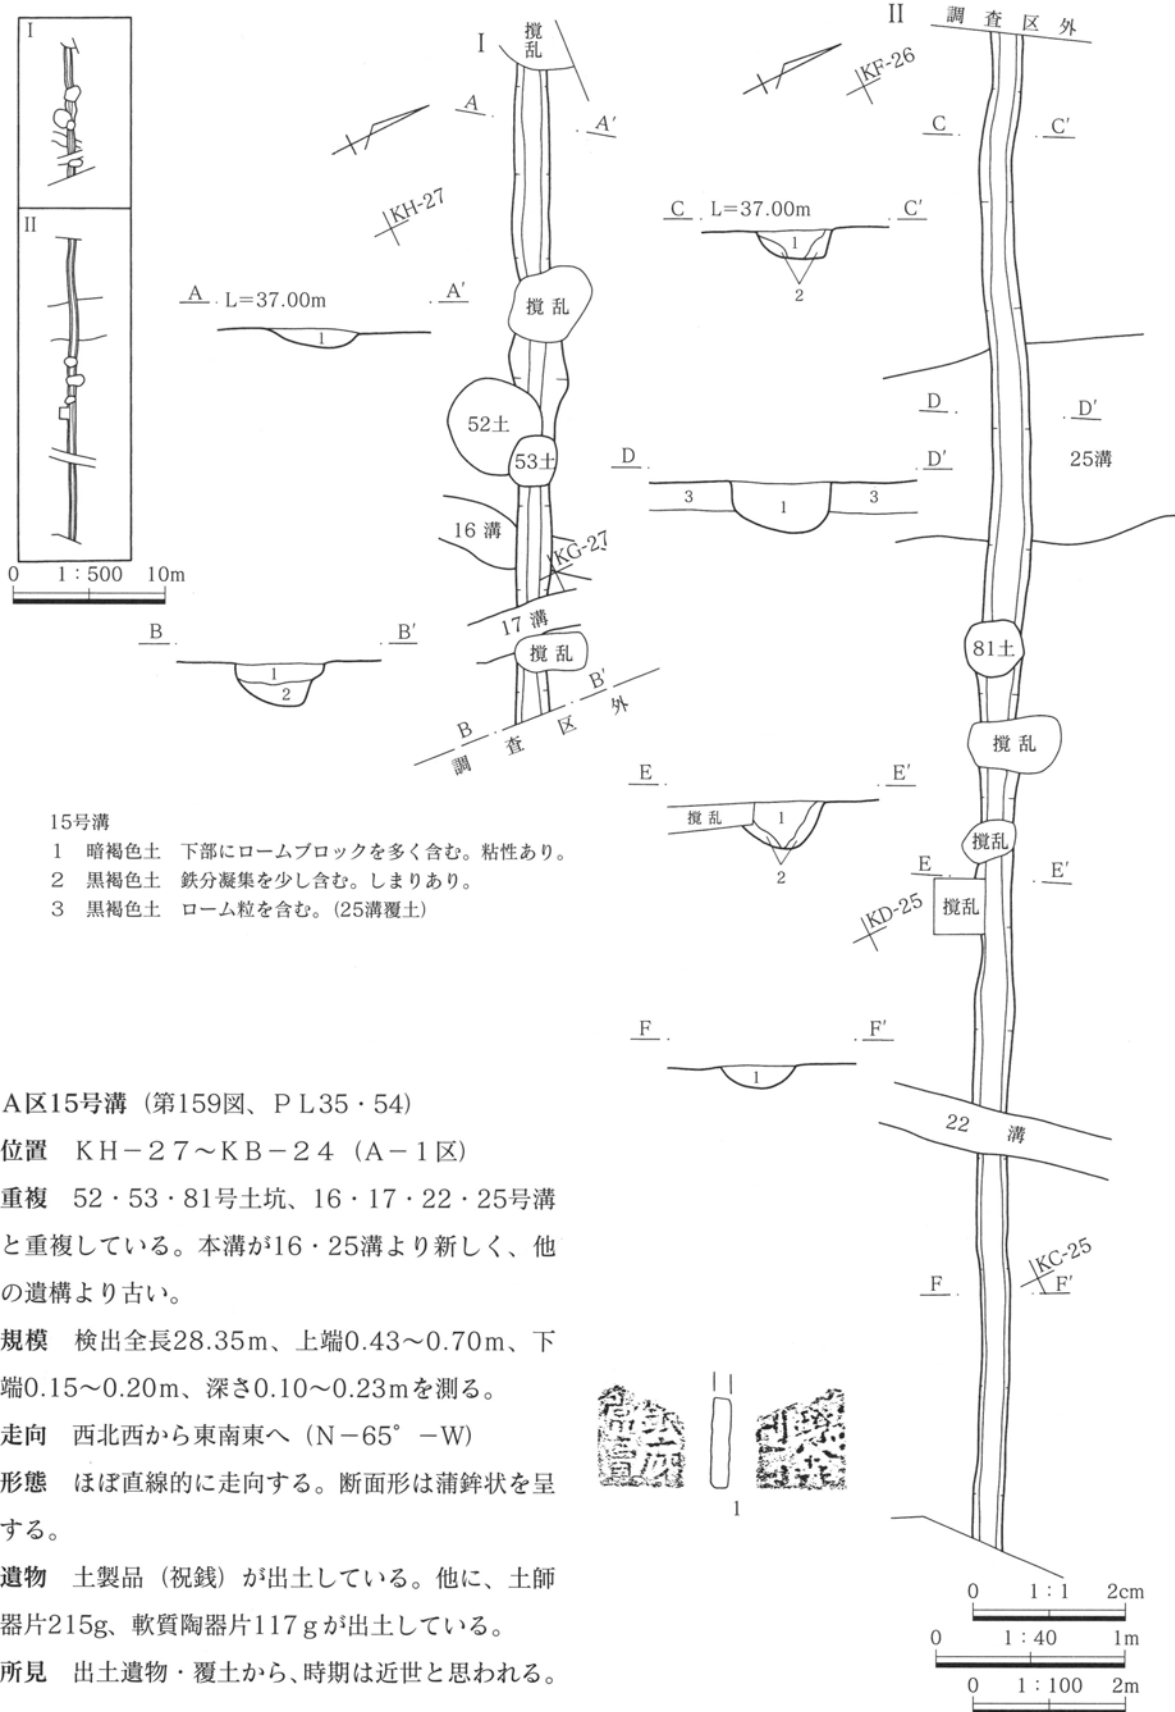 I
II
0 1:500 10m
I
攪乱
A A′
KH-27
A L=37.00m A′
1
攪乱
52土
53土
16 溝
KG-27
17 溝
攪乱
B B′
1
2
B B′
調査区外
II
調査区外
KF-26
C C′
C L=37.00m C′
1
2
D D′
25溝
D D′
3 1 3
81土
攪乱
E E′
攪乱 1
2
攪乱
E E′
攪乱
KD-25
F F′
1
22 溝
KC-25
F F′
15号溝
1 暗褐色土 下部にロームブロックを多く含む。粘性あり。
2 黒褐色土 鉄分凝集を少し含む。しまりあり。
3 黒褐色土 ローム粒を含む。(25溝覆土)
A区15号溝（第159図、ＰＬ35・54）
位置 ＫＨ－２７～ＫＢ－２４（Ａ－１区）
重複 52・53・81号土坑、16・17・22・25号溝
と重複している。本溝が16・25溝より新しく、他
の遺構より古い。
規模 検出全長28.35m、上端0.43～0.70m、下
端0.15～0.20m、深さ0.10～0.23mを測る。
走向 西北西から東南東へ（N－65°－W）
形態 ほぼ直線的に走向する。断面形は蒲鉾状を呈
する。
遺物 土製品（祝銭）が出土している。他に、土師
器片215g、軟質陶器片117ｇが出土している。
所見 出土遺物・覆土から、時期は近世と思われる。
1
0 1:1 2cm
0 1:40 1m
0 1:100 2m